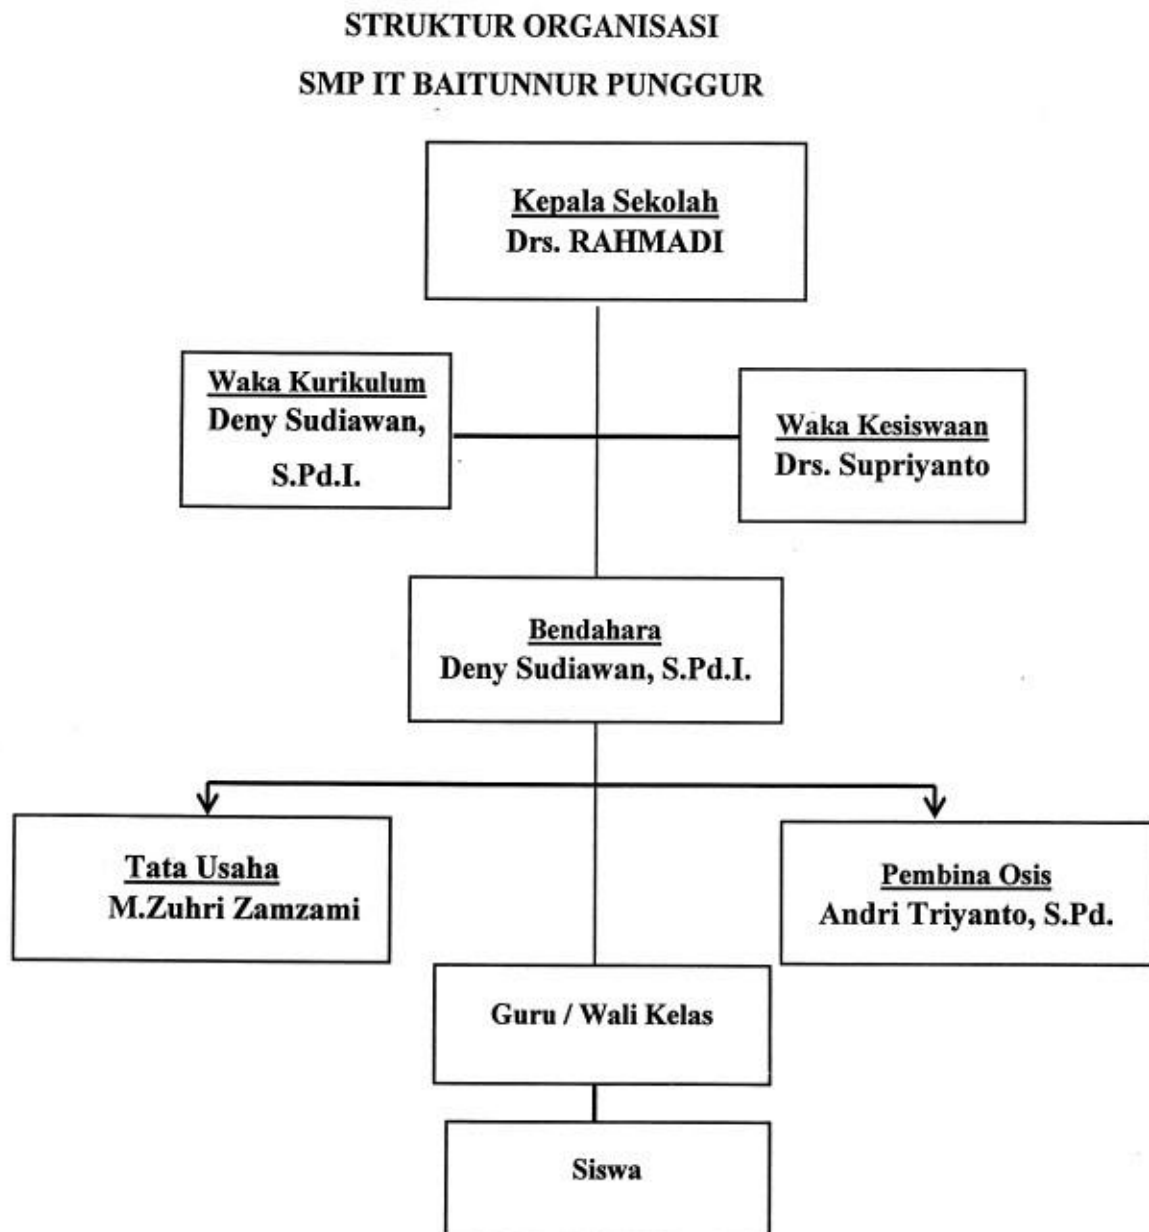 STRUKTUR ORGANISASI
SMP IT BAITUNNUR PUNGGUR
Kepala Sekolah
Drs. RAHMADI
Waka Kurikulum
Deny Sudiawan,
S.Pd.I.
Waka Kesiswaan
Drs. Supriyanto
Bendahara
Deny Sudiawan, S.Pd.I.
Tata Usaha
M.Zuhri Zamzami
Pembina Osis
Andri Triyanto, S.Pd.
Guru / Wali Kelas
Siswa